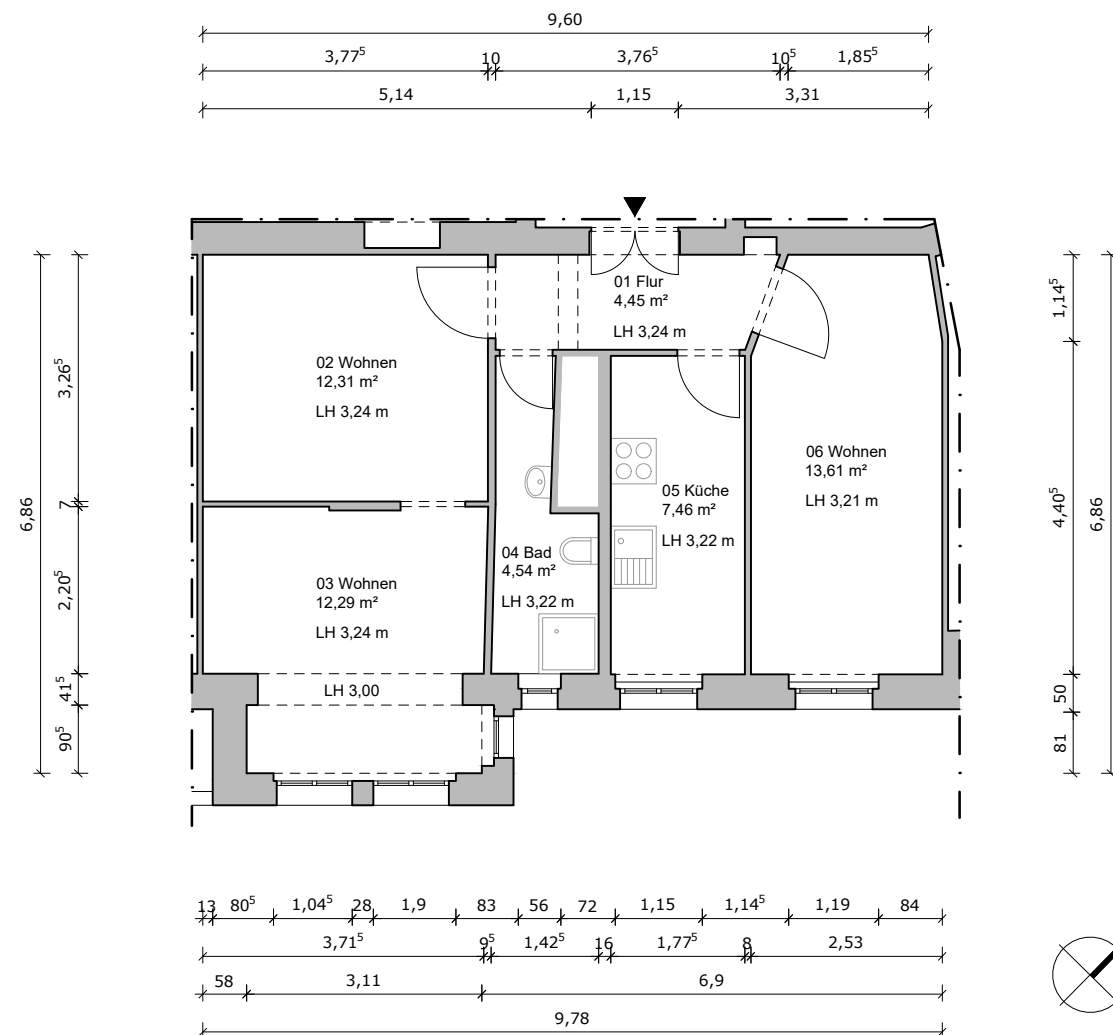 9,60
3,77⁵ 10 3,76⁵ 10⁵ 1,85⁵
5,14 1,15 3,31
01 Flur
4,45 m²
LH 3,24 m
02 Wohnen
12,31 m²
LH 3,24 m
03 Wohnen
12,29 m²
LH 3,24 m
LH 3,00
04 Bad
4,54 m²
LH 3,22 m
05 Küche
7,46 m²
LH 3,22 m
06 Wohnen
13,61 m²
LH 3,21 m
6,86
3,26⁵
7
2,20⁵
41⁵
90⁵
1,14⁵
4,40⁵
50
81
6,86
13 80⁵ 1,04⁵ 28 1,9 83 56 72 1,15 1,14⁵ 1,19 84
3,71⁵ 9⁵ 1,42⁵ 16 1,77⁵ 8 2,53
58 3,11 6,9
9,78